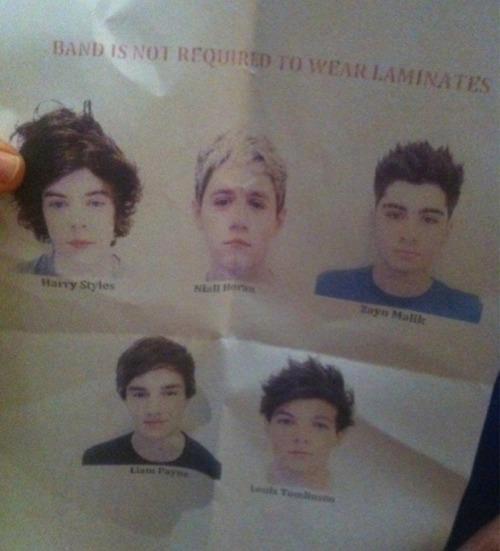 BAND IS NOT REQUIRED TO WEAR LAMINATES
Harry Styles
Niall Horan
Zayn Malik
Liam Payne
Louis Tomlinson